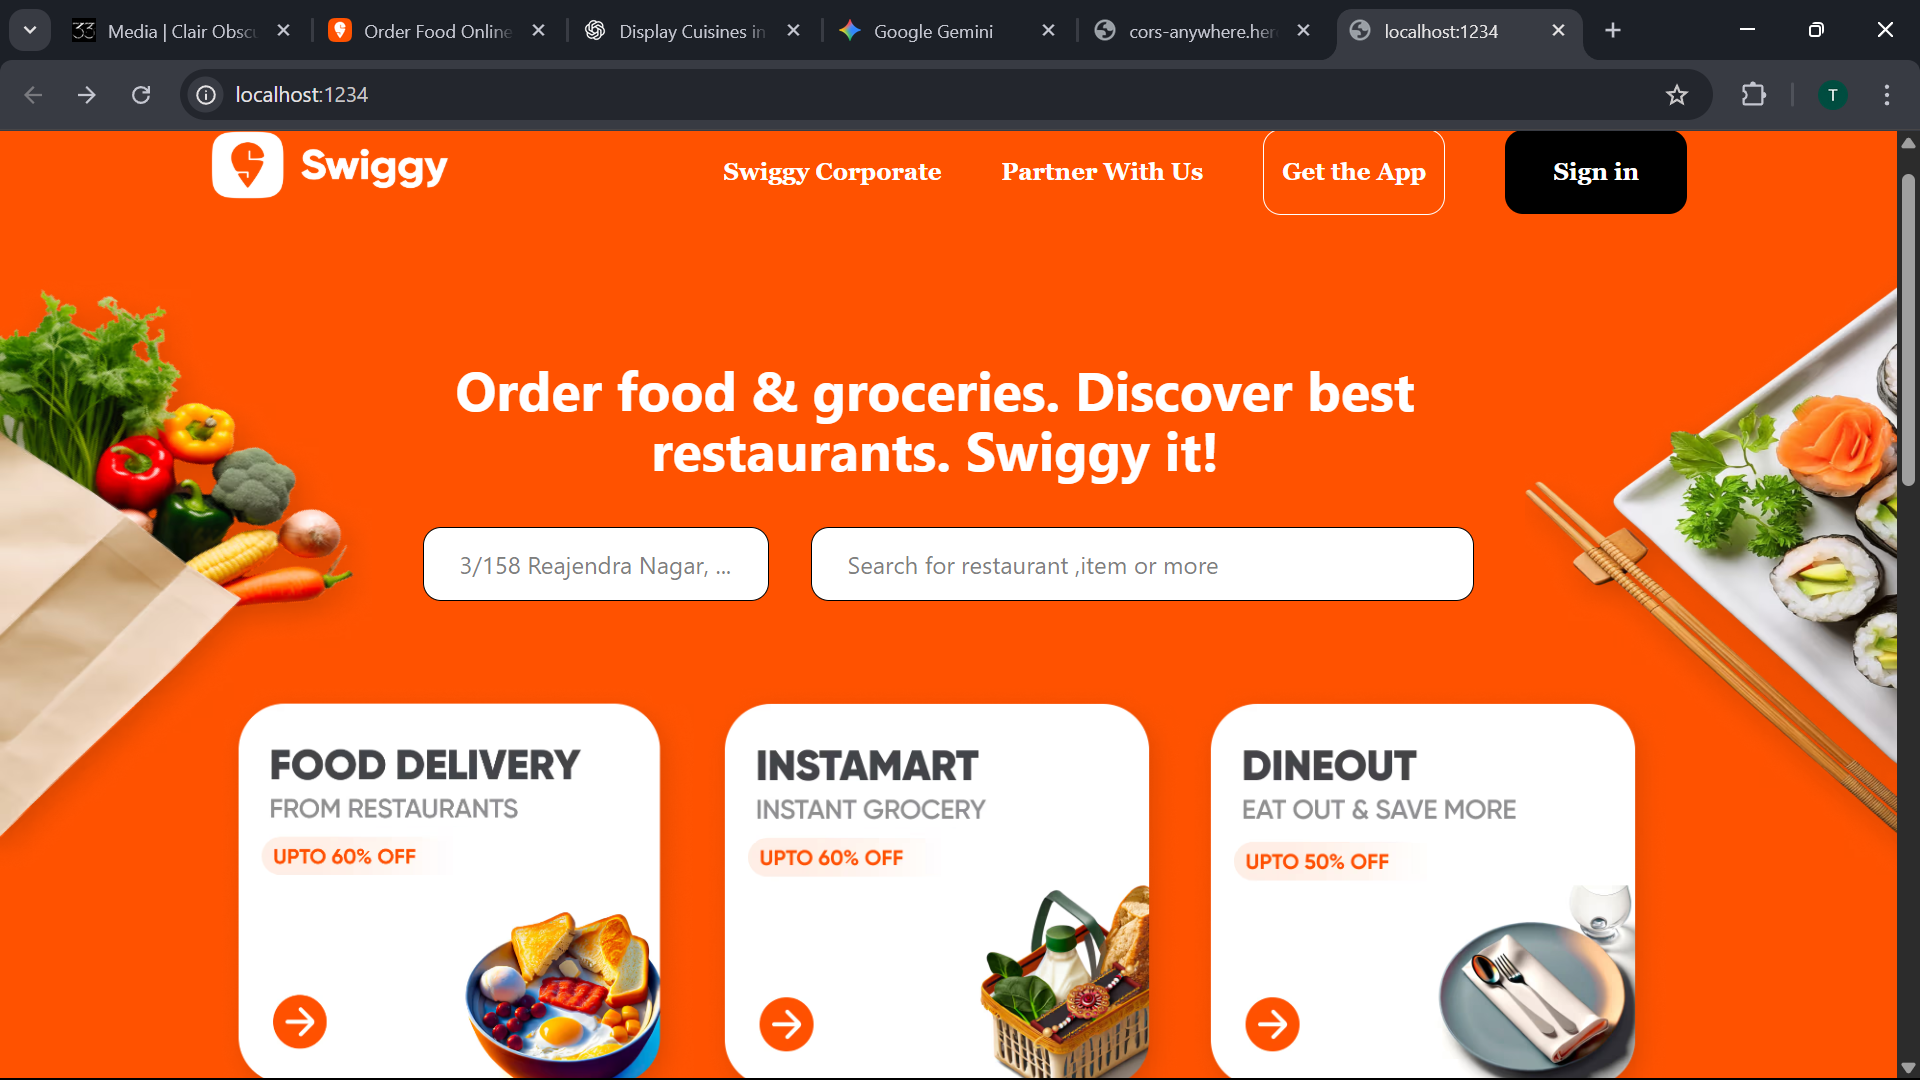 Media | Clair Obscu
Order Food Online
Display Cuisines in
Google Gemini
cors-anywhere.her
localhost:1234
localhost:1234
T
Swiggy
Swiggy Corporate
Partner With Us
Get the App
Sign in
Order food & groceries. Discover best
restaurants. Swiggy it!
3/158 Reajendra Nagar, ...
Search for restaurant ,item or more
FOOD DELIVERY
FROM RESTAURANTS
UPTO 60% OFF
INSTAMART
INSTANT GROCERY
UPTO 60% OFF
DINEOUT
EAT OUT & SAVE MORE
UPTO 50% OFF